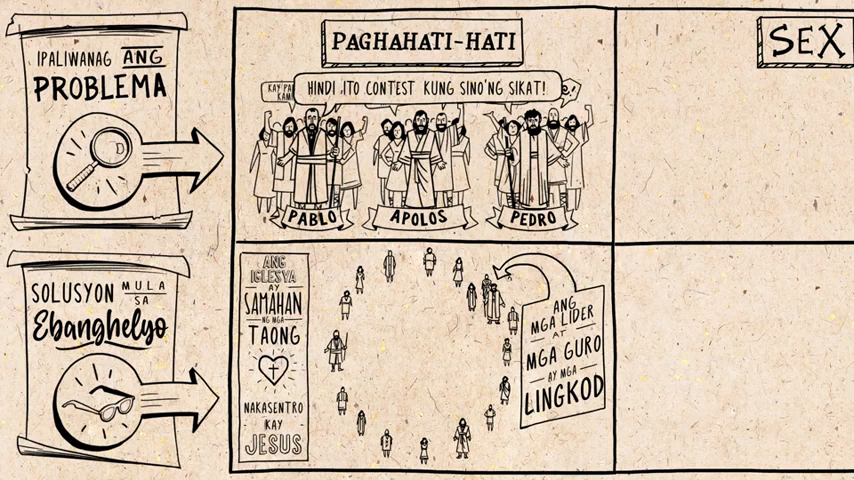 IPALIWANAG ANG
PROBLEMA
PAGHAHATI-HATI
HINDI ITO CONTEST KUNG SINO'NG SIKAT!
PABLO
APOLOS
PEDRO
SEX
SOLUSYON MULA SA
Ebanghelyo
ANG
IGLESYA
AY
SAMAHAN
NG MGA
TAONG
NAKASENTRO
KAY
JESUS
ANG
MGA LIDER
AT
MGA GURO
AY MGA
LINGKOD